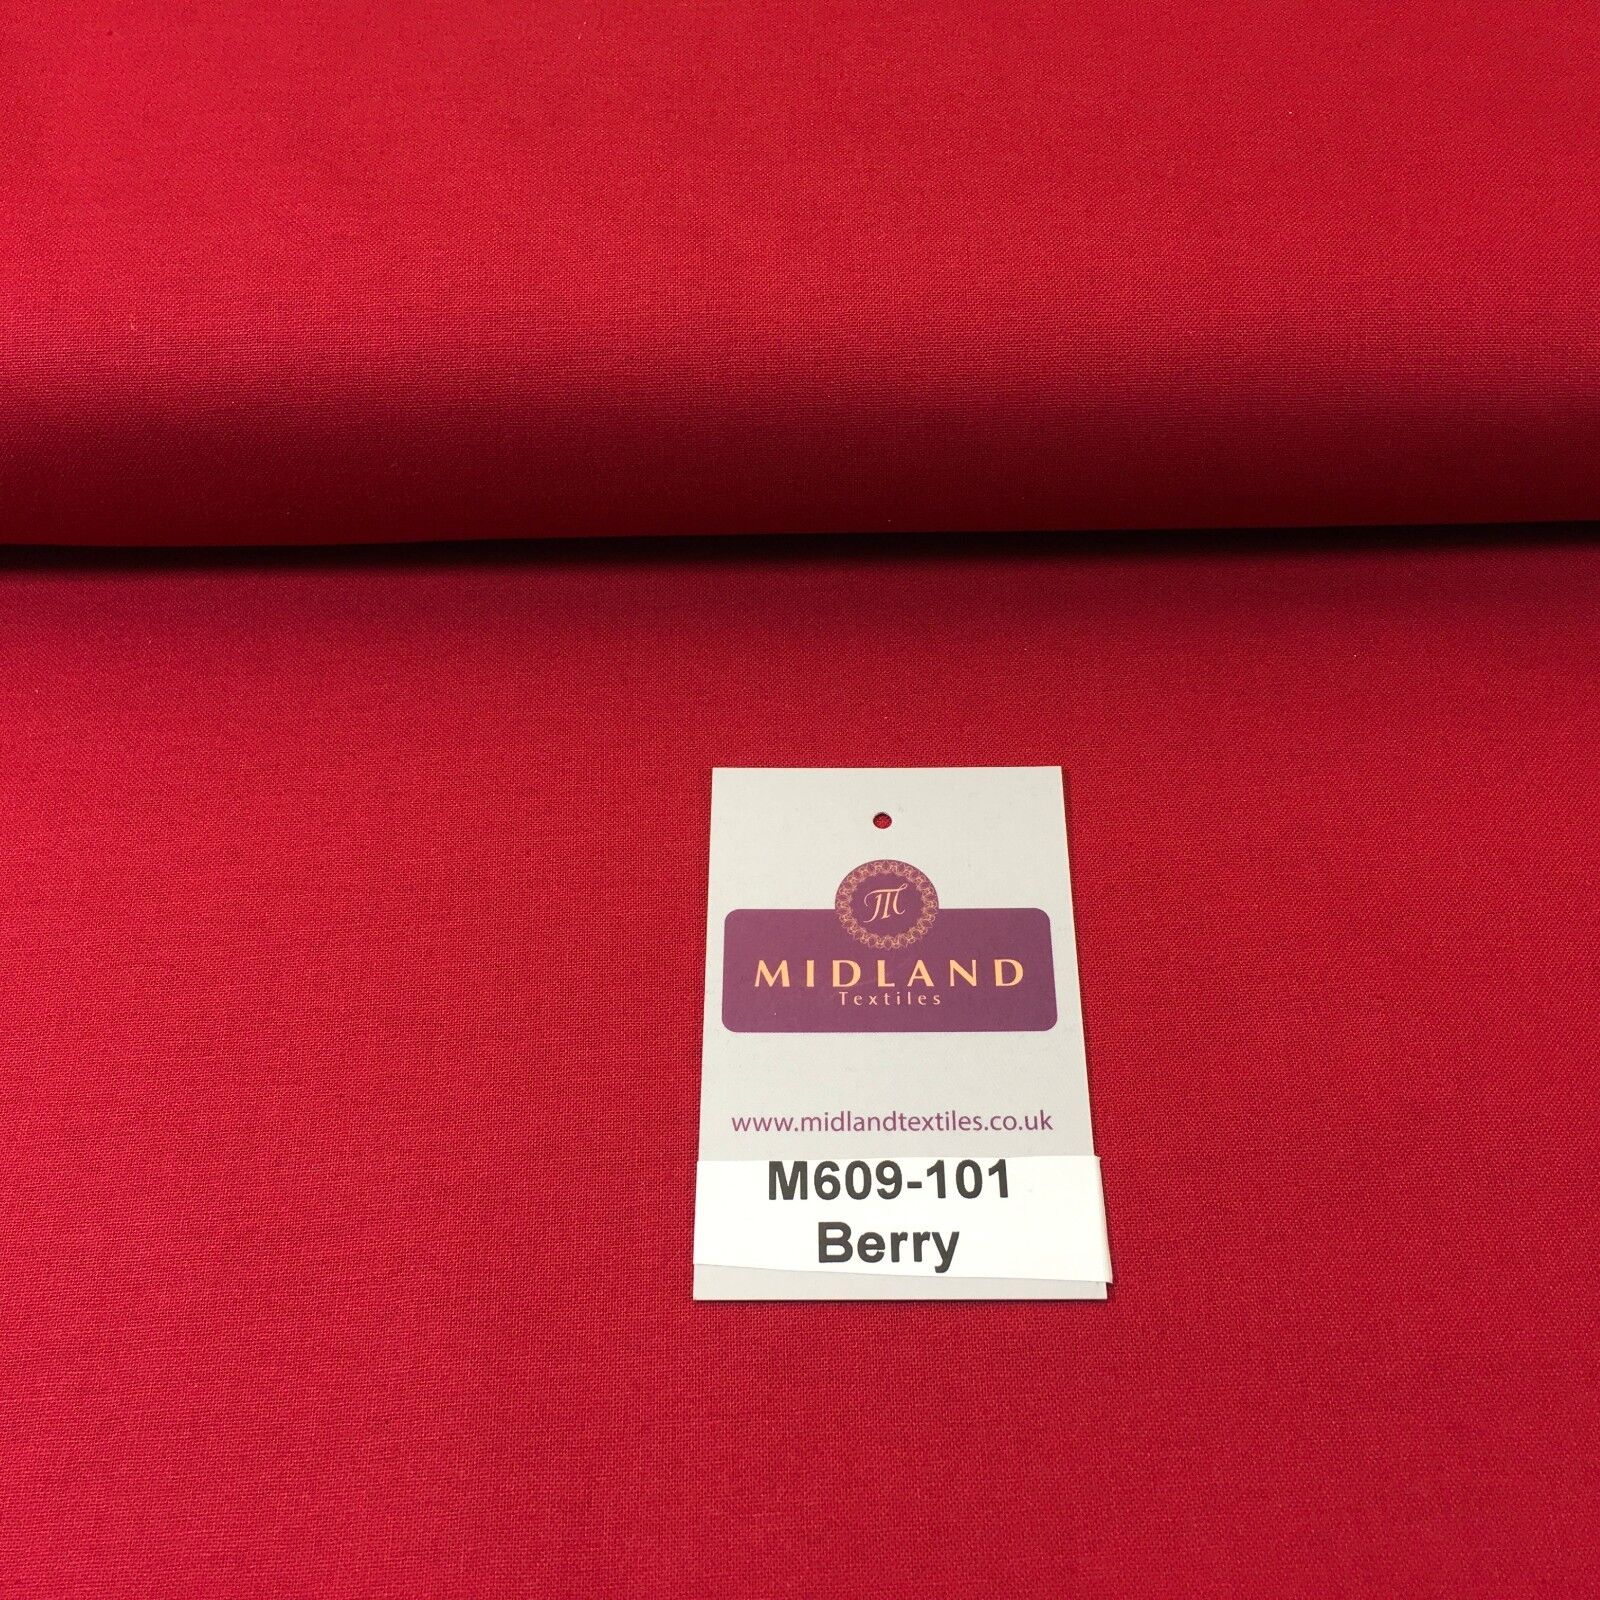 M
MIDLAND
Textiles
www.midlandtextiles.co.uk
M609-101
Berry